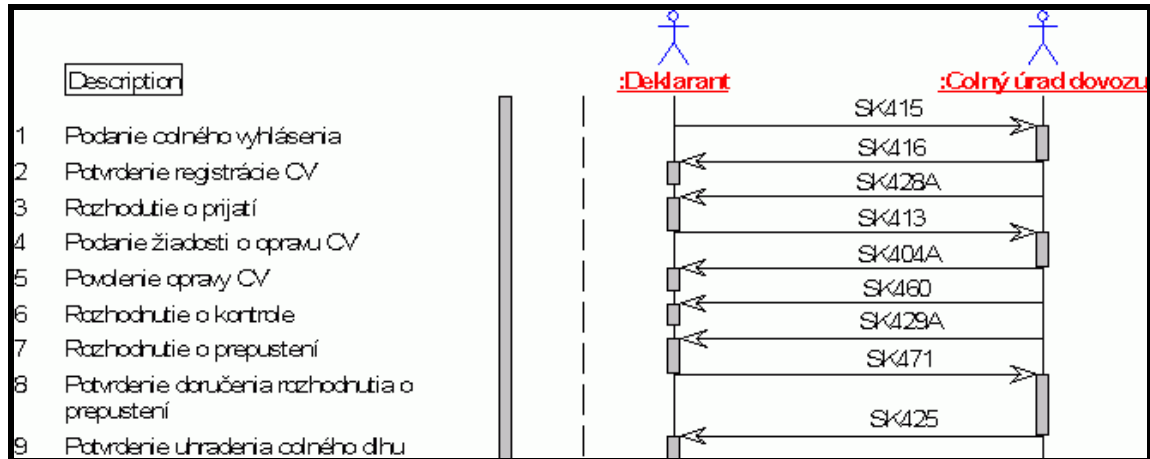 Description
:Deklarant
:Colný úrad dovozu
SK415
1 Podanie colného vyhlásenia
SK416
2 Potvrdenie registrácie CV
SK428A
3 Rozhodutie o prijatí
SK413
4 Podanie žiadosti o opravu CV
SK404A
5 Povolenie opravy CV
SK460
6 Rozhodnutie o kontrole
SK429A
7 Rozhodnutie o prepustení
SK471
8 Potvrdenie doručenia rozhodnutia o
prepustení
SK425
9 Potvrdenie uhradenia colného dlhu